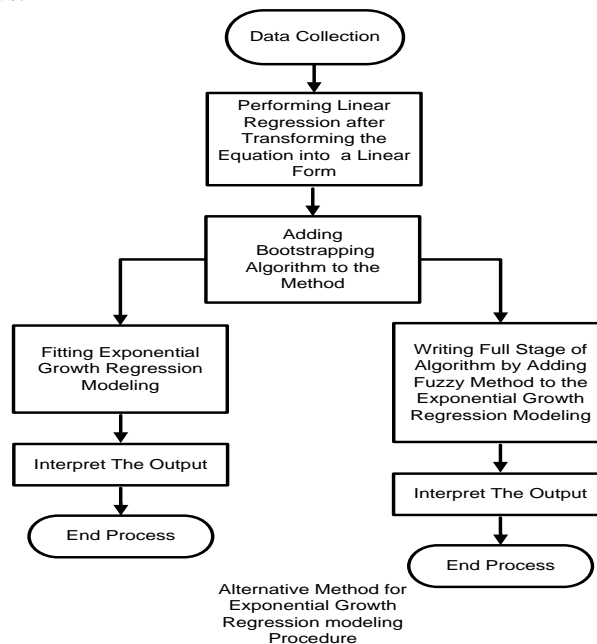 Data Collection
Performing Linear
Regression after
Transforming the
Equation into a Linear
Form
Adding
Bootstrapping
Algorithm to the
Method
Fitting Exponential
Growth Regression
Modeling
Interpret The Output
End Process
Writing Full Stage of
Algorithm by Adding
Fuzzy Method to the
Exponential Growth
Regression Modeling
Interpret The Output
End Process
Alternative Method for
Exponential Growth
Regression modeling
Procedure